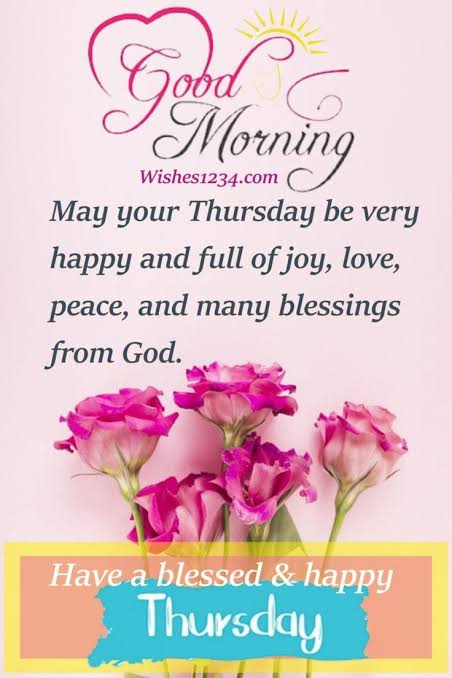 Good
Morning
Wishes1234.com
May your Thursday be very
happy and full of joy, love,
peace, and many blessings
from God.
Have a blessed & happy
Thursday